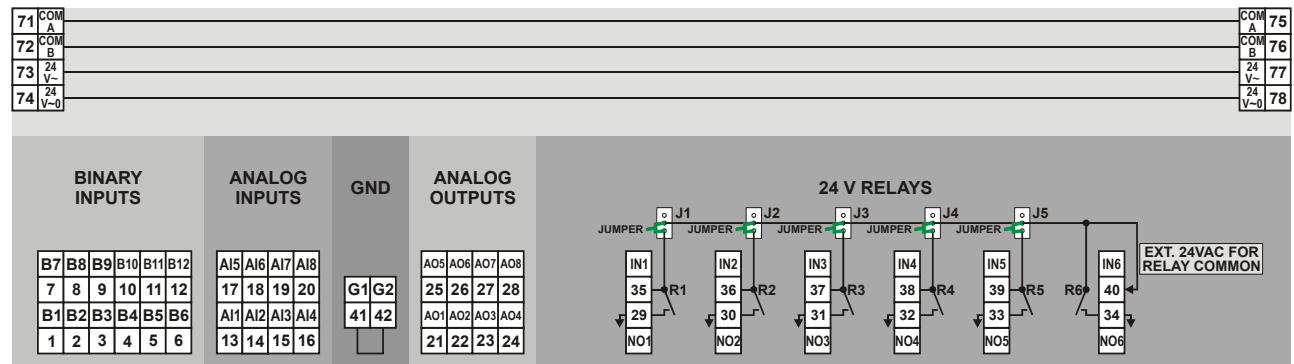 71 COM A COM A 75
72 COM B COM B 76
73 24 V~ 24 V~ 77
74 24 V~0 24 V~0 78
BINARY INPUTS
ANALOG INPUTS
GND
ANALOG OUTPUTS
24 V RELAYS
B7 B8 B9 B10 B11 B12
7 8 9 10 11 12
B1 B2 B3 B4 B5 B6
1 2 3 4 5 6
AI5 AI6 AI7 AI8
17 18 19 20
AI1 AI2 AI3 AI4
13 14 15 16
G1 G2
41 42
AO5 AO6 AO7 AO8
25 26 27 28
AO1 AO2 AO3 AO4
21 22 23 24
J1 J2 J3 J4 J5
JUMPER JUMPER JUMPER JUMPER JUMPER
IN1 IN2 IN3 IN4 IN5 IN6
35 R1 36 R2 37 R3 38 R4 39 R5 R6 40
29 30 31 32 33 34
NO1 NO2 NO3 NO4 NO5 NO6
EXT. 24VAC FOR
RELAY COMMON